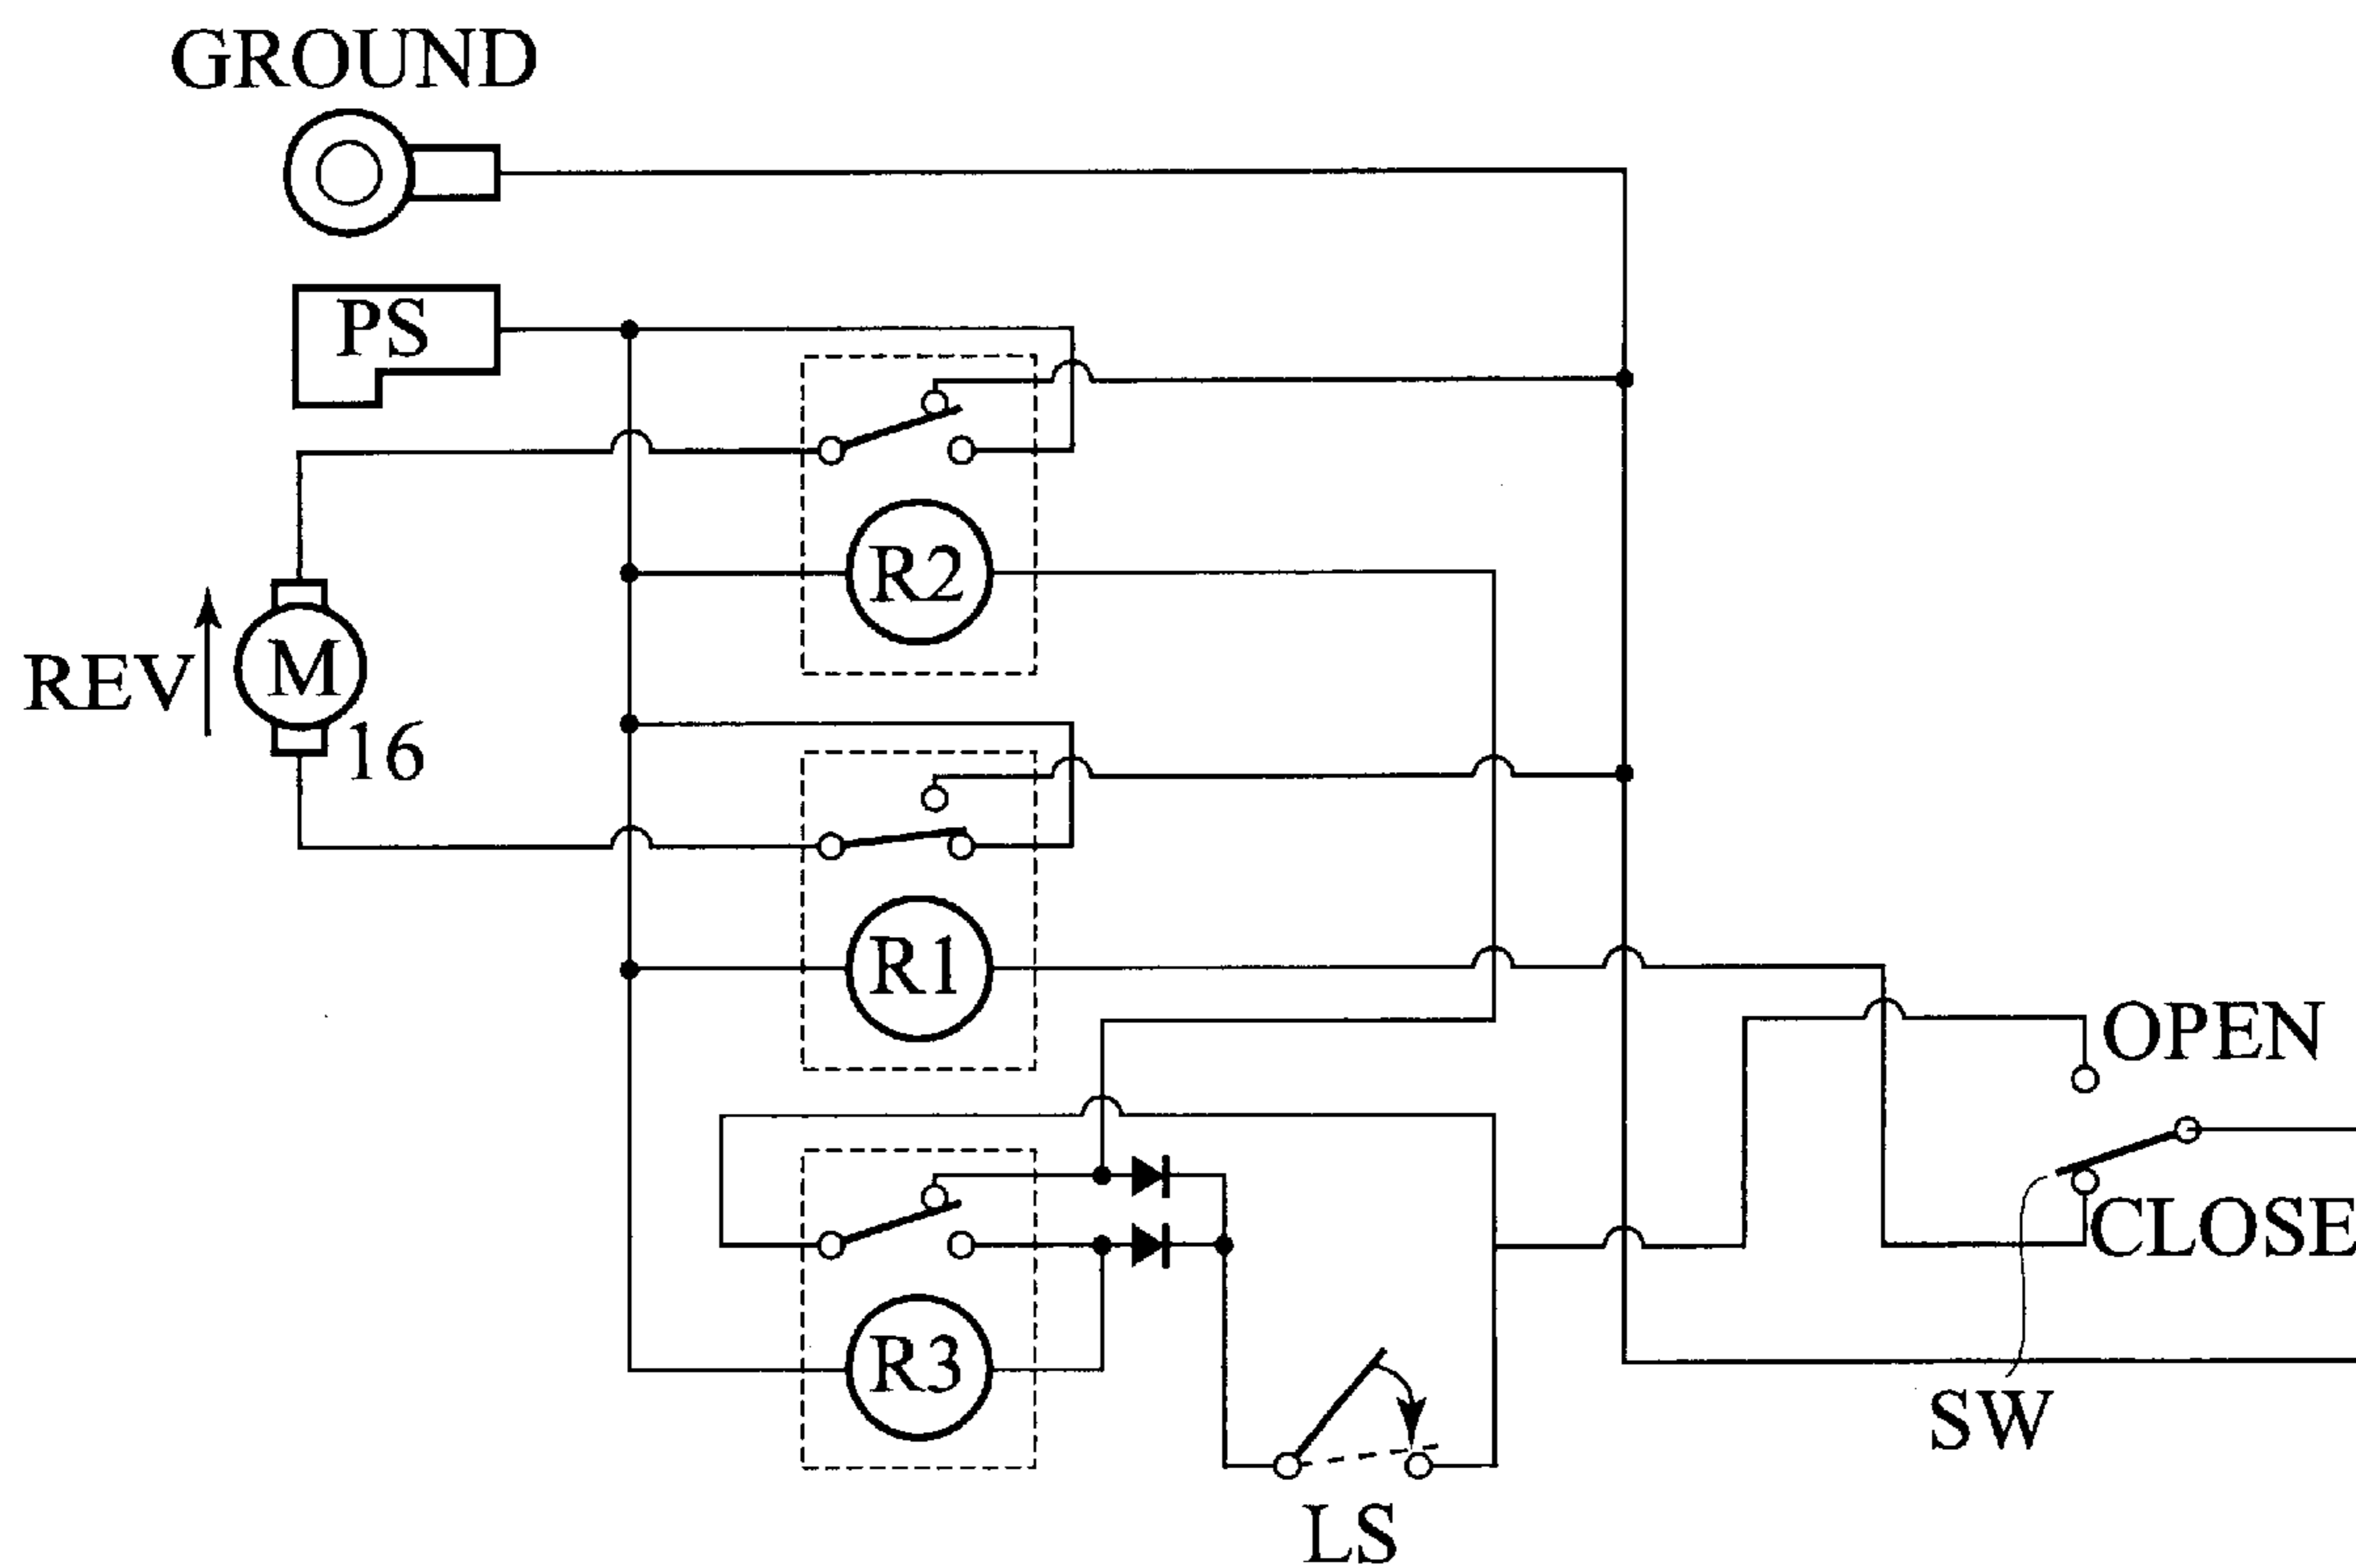 GROUND
PS
R2
REV
M
16
R1
OPEN
CLOSE
R3
SW
LS